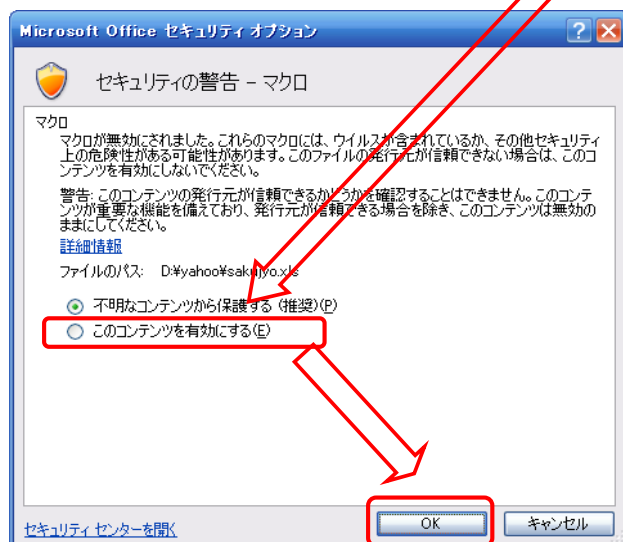 Microsoft Office セキュリティ オプション
セキュリティの警告 - マクロ
マクロ
マクロが無効にされました。これらのマクロには、ウイルスが含まれているか、その他セキュリティ
上の危険性がある可能性があります。このファイルの発行元が信頼できない場合は、このコ
ンテンツを有効にしないでください。
警告: このコンテンツの発行元が信頼できるかどうかを確認することはできません。このコンテ
ンツが重要な機能を備えており、発行元が信頼できる場合を除き、このコンテンツは無効の
ままにしてください。
詳細情報
ファイルのパス: D:¥yahoo¥sakujyo.xls
不明なコンテンツから保護する (推奨)(P)
このコンテンツを有効にする(E)
セキュリティ センターを開く
OK
キャンセル